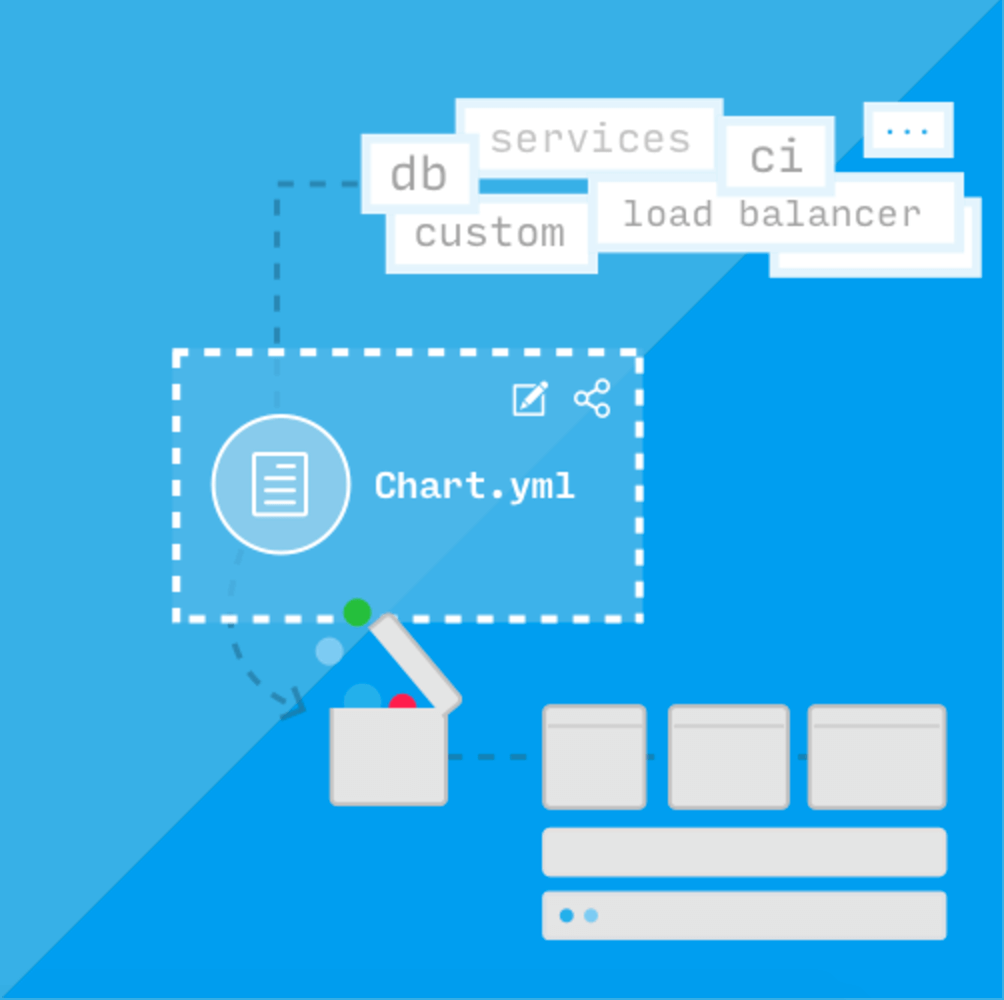 services
ci
...
db
load balancer
custom
Chart.yml